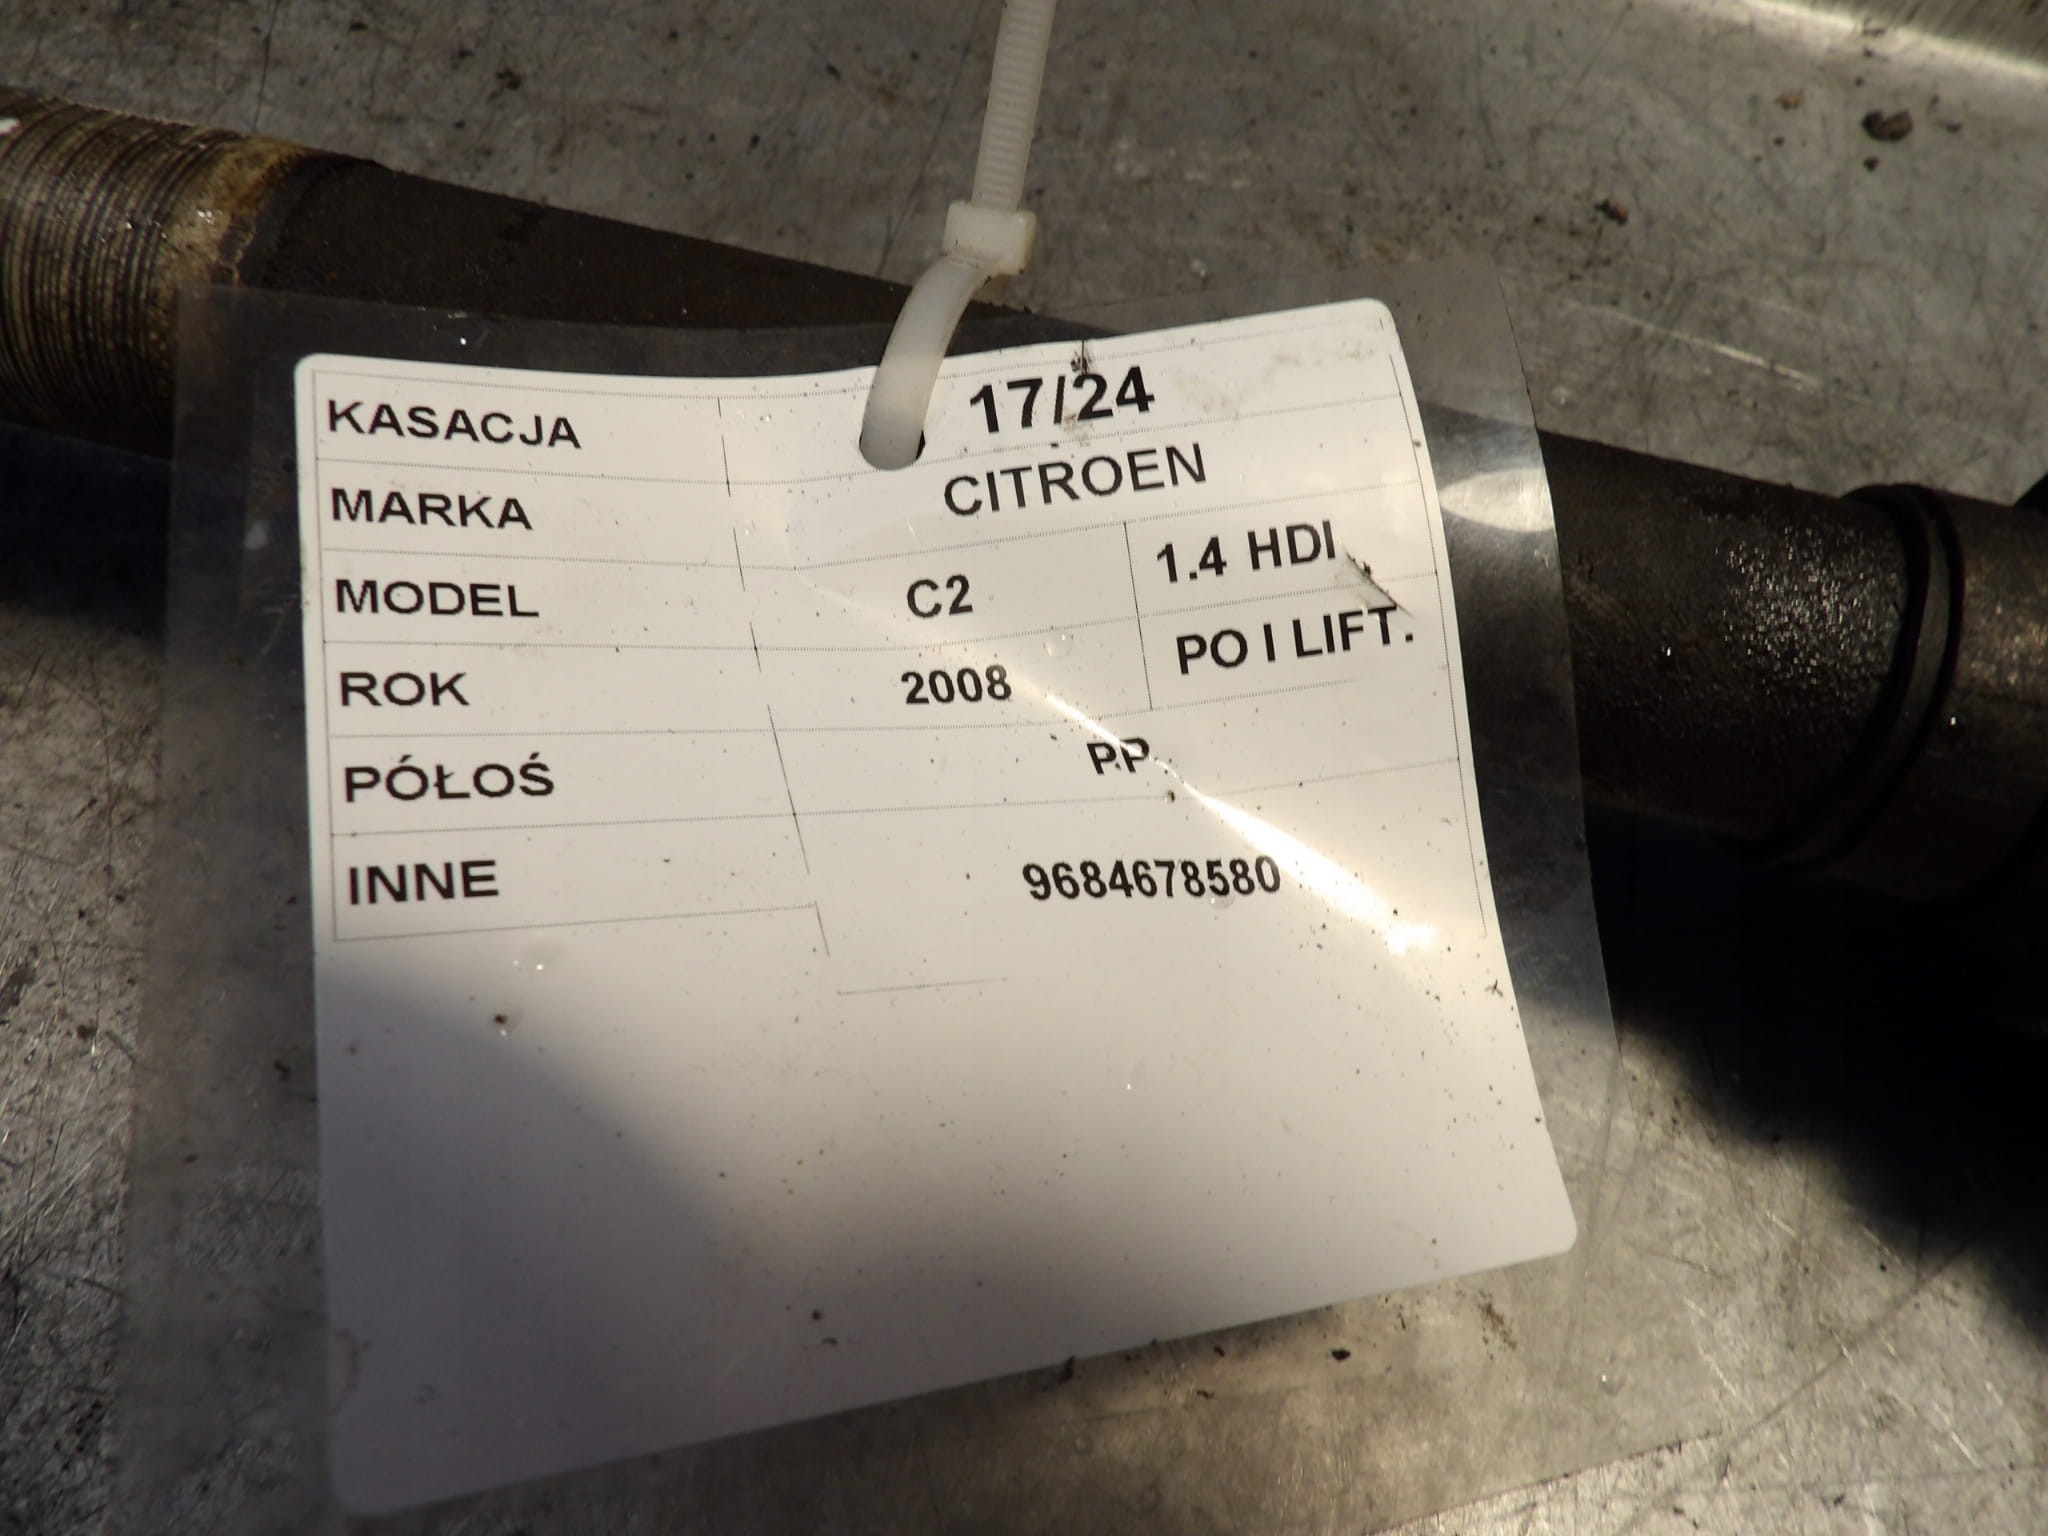 KASACJA 17/24
MARKA CITROEN
MODEL C2 1.4 HDI
ROK 2008 PO I LIFT.
PÓŁOŚ P.P.
INNE 9684678580